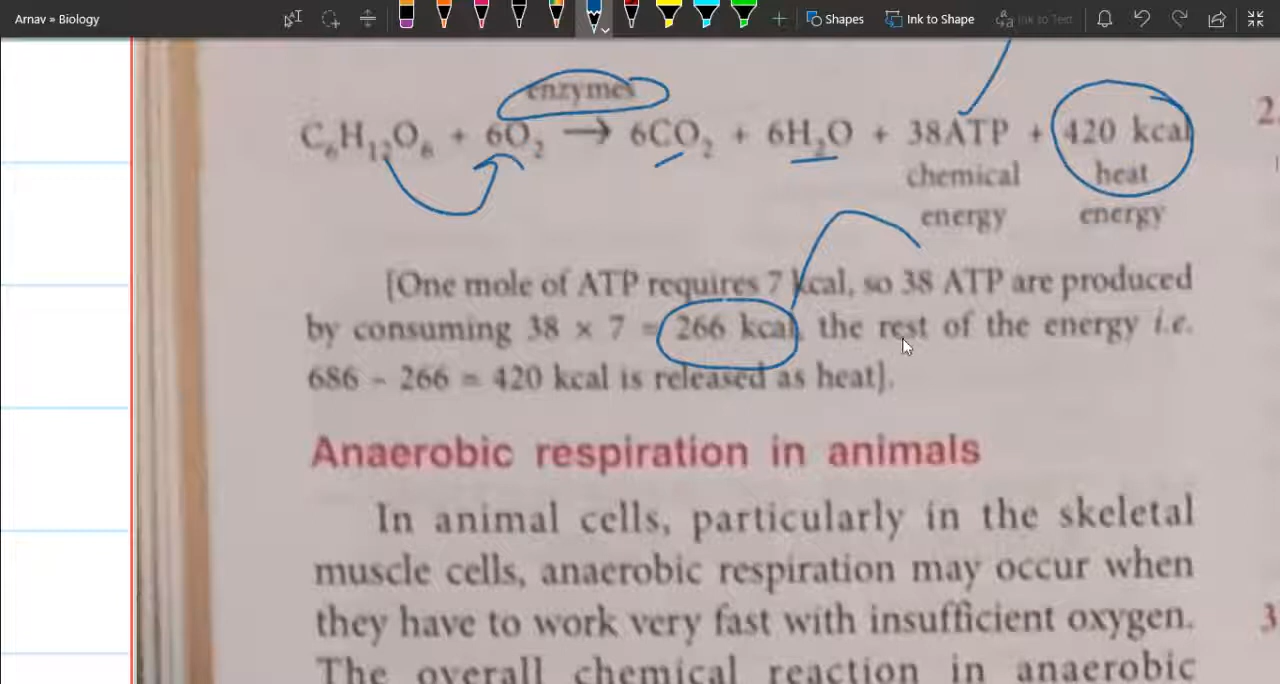 Arnav » Biology
Shapes
Ink to Shape
Ink to Text
enzymes
C₆H₁₂O₆ + 6O₂ → 6CO₂ + 6H₂O + 38ATP + 420 kcal
chemical heat
energy energy
2.
[One mole of ATP requires 7 kcal, so 38 ATP are produced
by consuming 38 × 7 = 266 kcal, the rest of the energy i.e.
686 – 266 = 420 kcal is released as heat].
Anaerobic respiration in animals
In animal cells, particularly in the skeletal
muscle cells, anaerobic respiration may occur when
they have to work very fast with insufficient oxygen.
3
The overall chemical reaction in anaerobic